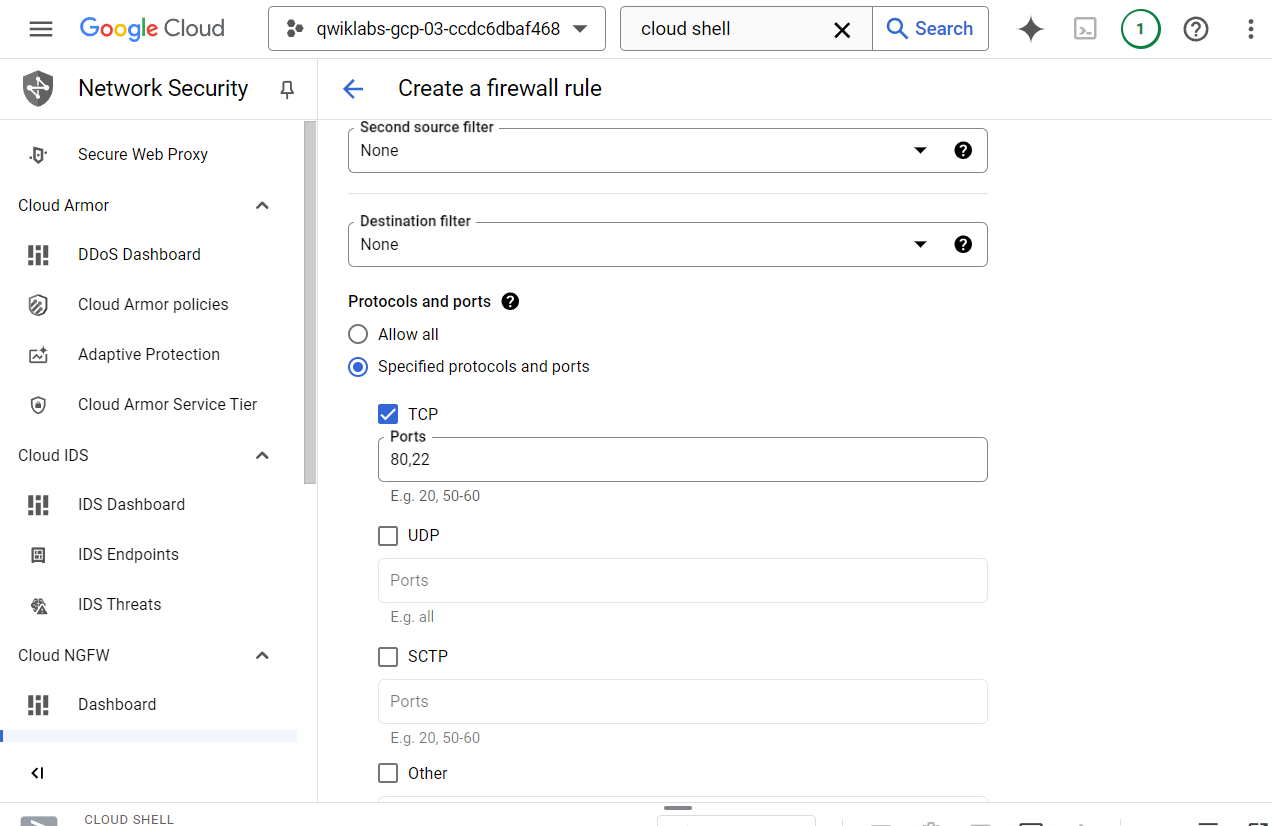 Google Cloud
qwiklabs-gcp-03-ccdc6dbaf468
cloud shell
Search
1
Network Security
Create a firewall rule
Secure Web Proxy
Cloud Armor
DDoS Dashboard
Cloud Armor policies
Adaptive Protection
Cloud Armor Service Tier
Cloud IDS
IDS Dashboard
IDS Endpoints
IDS Threats
Cloud NGFW
Dashboard
Second source filter
None
Destination filter
None
Protocols and ports
Allow all
Specified protocols and ports
TCP
Ports
80,22
E.g. 20, 50-60
UDP
Ports
E.g. all
SCTP
Ports
E.g. 20, 50-60
Other
CLOUD SHELL